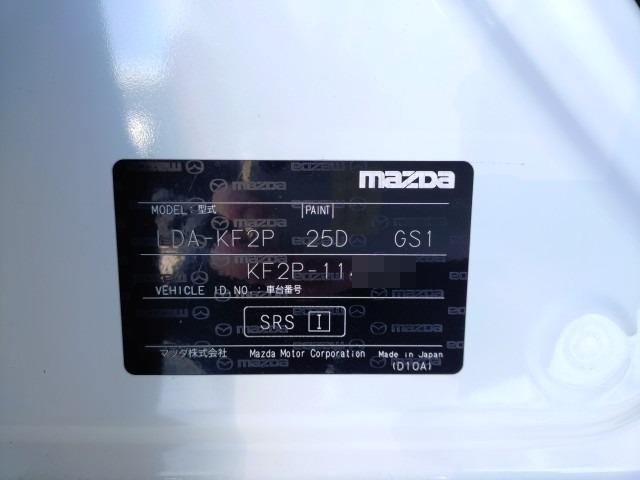 mazda
MODEL:型式 PAINT
LDA-KF2P 25D GS1
KF2P-11
VEHICLE ID.NO.:車台番号
SRS I
マツダ株式会社 Mazda Motor Corporation Made in Japan
(D10A)